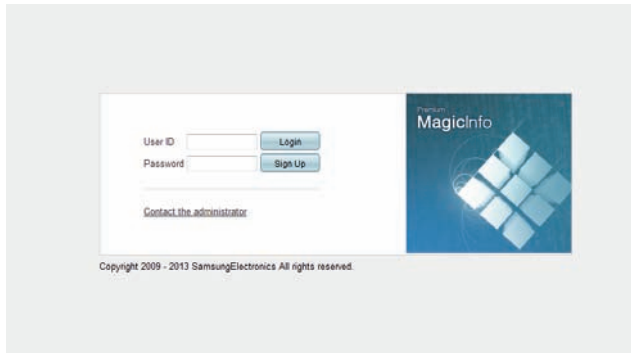 Premium
MagicInfo
User ID
Login
Password
Sign Up
Contact the administrator
Copyright 2009 - 2013 SamsungElectronics All rights reserved.